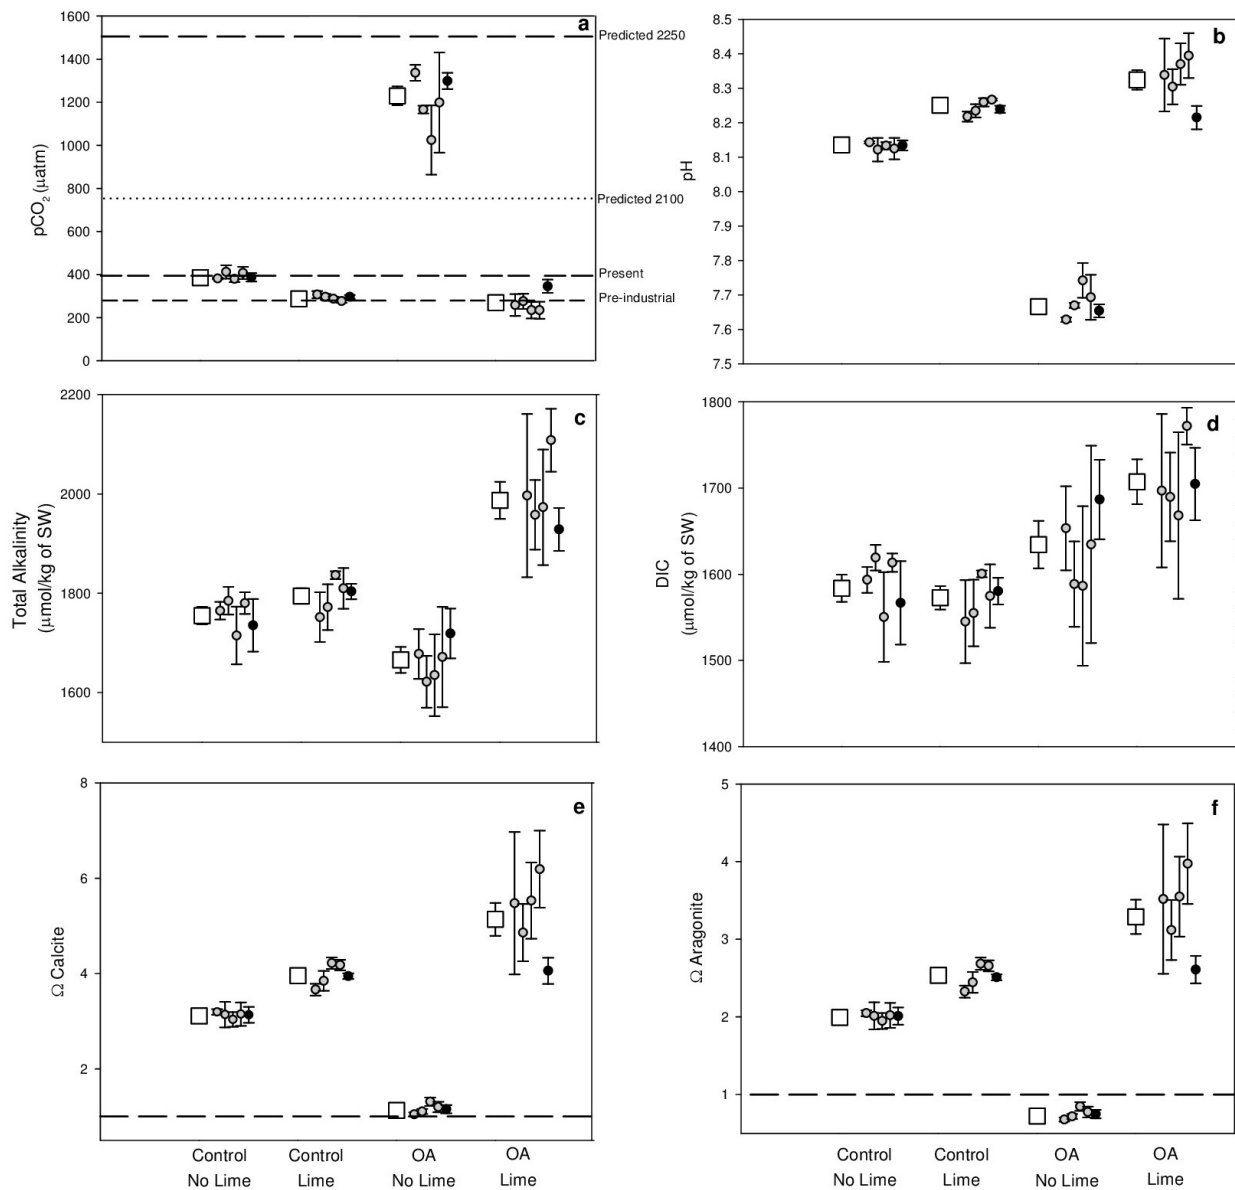 a
1600
1400
1200
1000
800
600
400
200
0
pCO2 (µatm)
Predicted 2250
Predicted 2100
Present
Pre-industrial
b
8.5
8.4
8.3
8.2
8.1
8.0
7.9
7.8
7.7
7.6
7.5
pH
c
2200
2000
1800
1600
Total Alkalinity
(µmol/kg of SW)
d
1800
1700
1600
1500
1400
DIC
(µmol/kg of SW)
e
8
6
4
2
Ω Calcite
Control
No Lime
Control
Lime
OA
No Lime
OA
Lime
f
5
4
3
2
1
Ω Aragonite
Control
No Lime
Control
Lime
OA
No Lime
OA
Lime